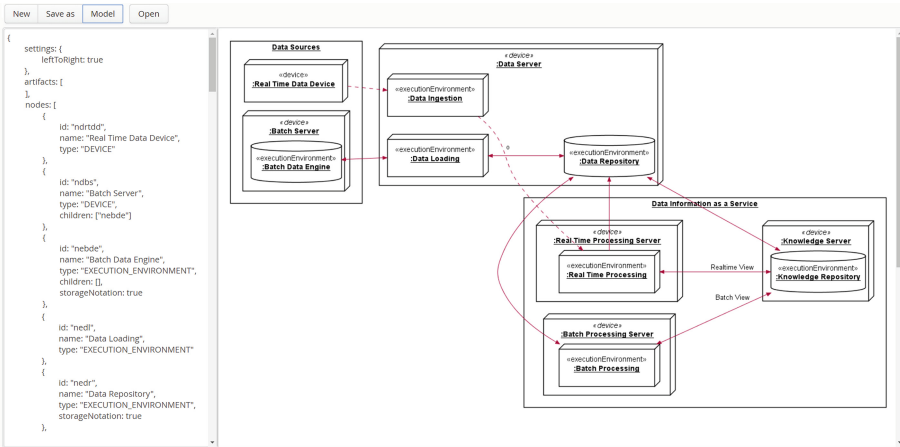 New Save as Model Open
{
settings: {
leftToRight: true
},
artifacts: [
],
nodes: [
{
id: "ndrtdd",
name: "Real Time Data Device",
type: "DEVICE"
},
{
id: "ndbs",
name: "Batch Server",
type: "DEVICE",
children: ["nebde"]
},
{
id: "nebde",
name: "Batch Data Engine",
type: "EXECUTION_ENVIRONMENT",
children: [],
storageNotation: true
},
{
id: "nedl",
name: "Data Loading",
type: "EXECUTION_ENVIRONMENT"
},
{
id: "nedr",
name: "Data Repository",
type: "EXECUTION_ENVIRONMENT",
storageNotation: true
},
Data Sources
«device»
:Real Time Data Device
«device»
:Batch Server
«executionEnvironment»
:Batch Data Engine
«device»
:Data Server
«executionEnvironment»
:Data Ingestion
«executionEnvironment»
:Data Loading
«executionEnvironment»
:Data Repository
Data Information as a Service
«device»
:Real Time Processing Server
«executionEnvironment»
:Real Time Processing
«device»
:Knowledge Server
«executionEnvironment»
:Knowledge Repository
Realtime View
Batch View
«device»
:Batch Processing Server
«executionEnvironment»
:Batch Processing